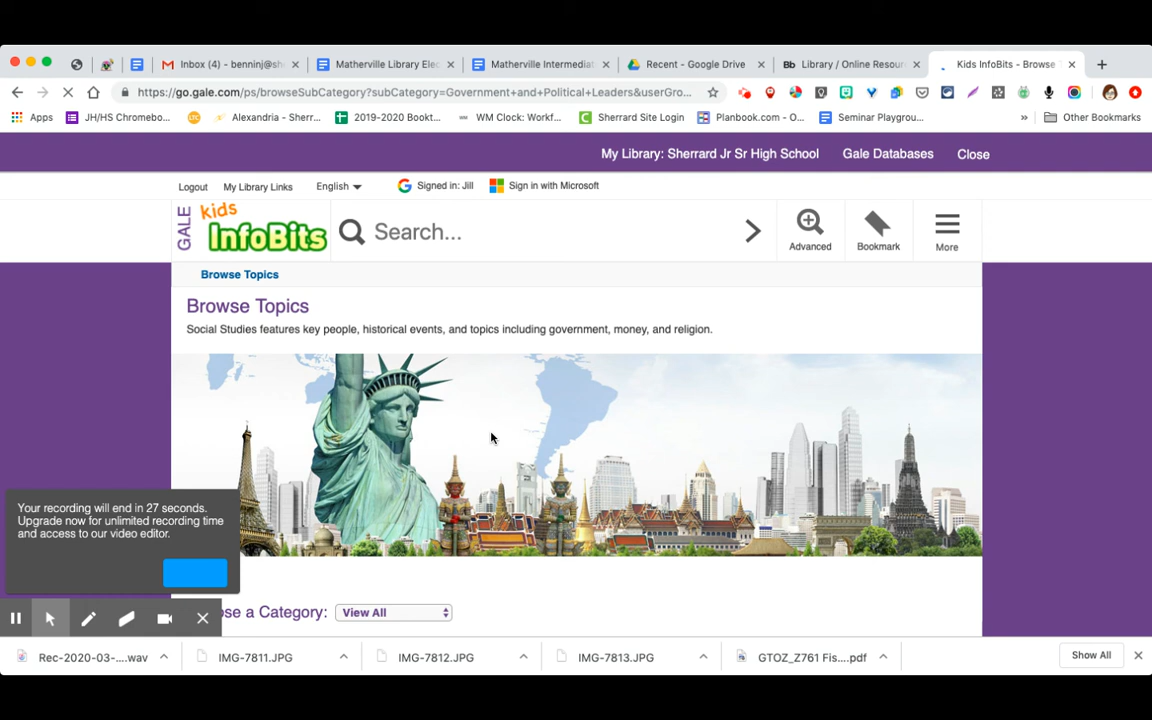 Inbox (4) - benninj@sh
Matherville Library Elec
Matherville Intermediat
Recent - Google Drive
Bb Library / Online Resour
Kids InfoBits - Browse T
https://go.gale.com/ps/browseSubCategory?subCategory=Government+and+Political+Leaders&userGro...
Apps
JH/HS Chromebo...
LTC
Alexandria - Sherr...
2019-2020 Bookt...
WM Clock: Workf...
Sherrard Site Login
Planbook.com - O...
Seminar Playgrou...
»
Other Bookmarks
My Library: Sherrard Jr Sr High School
Gale Databases
Close
Logout
My Library Links
English
Signed in: Jill
Sign in with Microsoft
GALE
kids
InfoBits
Search...
Advanced
Bookmark
More
Browse Topics
Browse Topics
Social Studies features key people, historical events, and topics including government, money, and religion.
Your recording will end in 27 seconds.
Upgrade now for unlimited recording time
and access to our video editor.
ose a Category:
View All
Rec-2020-03-....wav
IMG-7811.JPG
IMG-7812.JPG
IMG-7813.JPG
GTOZ_Z761 Fis....pdf
Show All